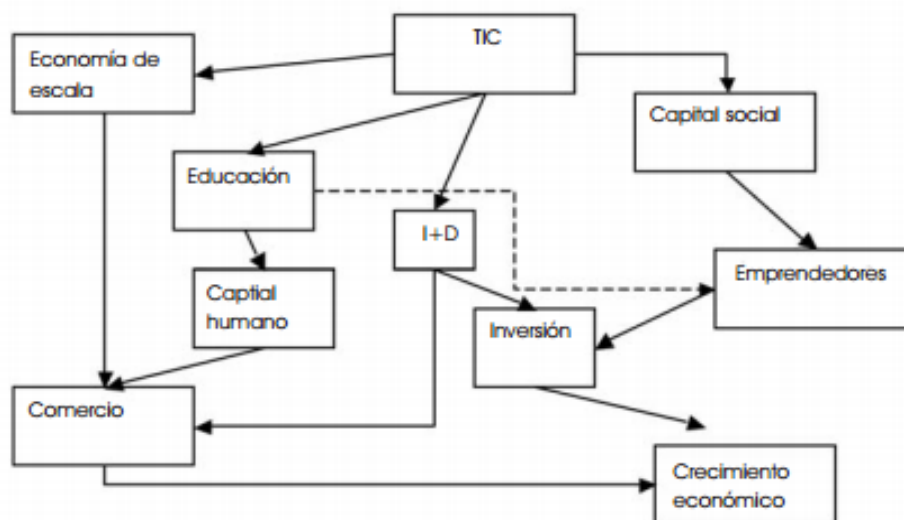 TIC
Economía de
escala
Capital social
Educación
I+D
Emprendedores
Captial
humano
Inversión
Comercio
Crecimiento
económico